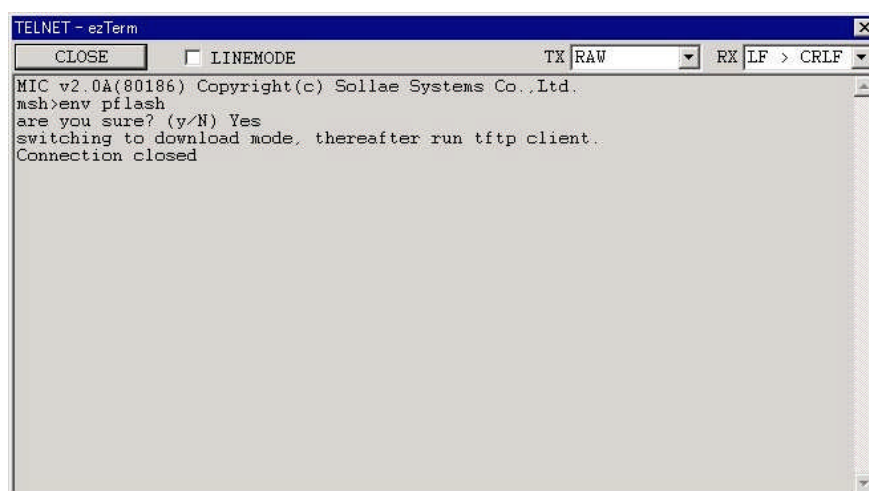 TELNET - ezTerm
CLOSE LINEMODE TX RAW RX LF > CRLF
MIC v2.0A(80186) Copyright(c) Sollae Systems Co.,Ltd.
msh>env pflash
are you sure? (y/N) Yes
switching to download mode, thereafter run tftp client.
Connection closed